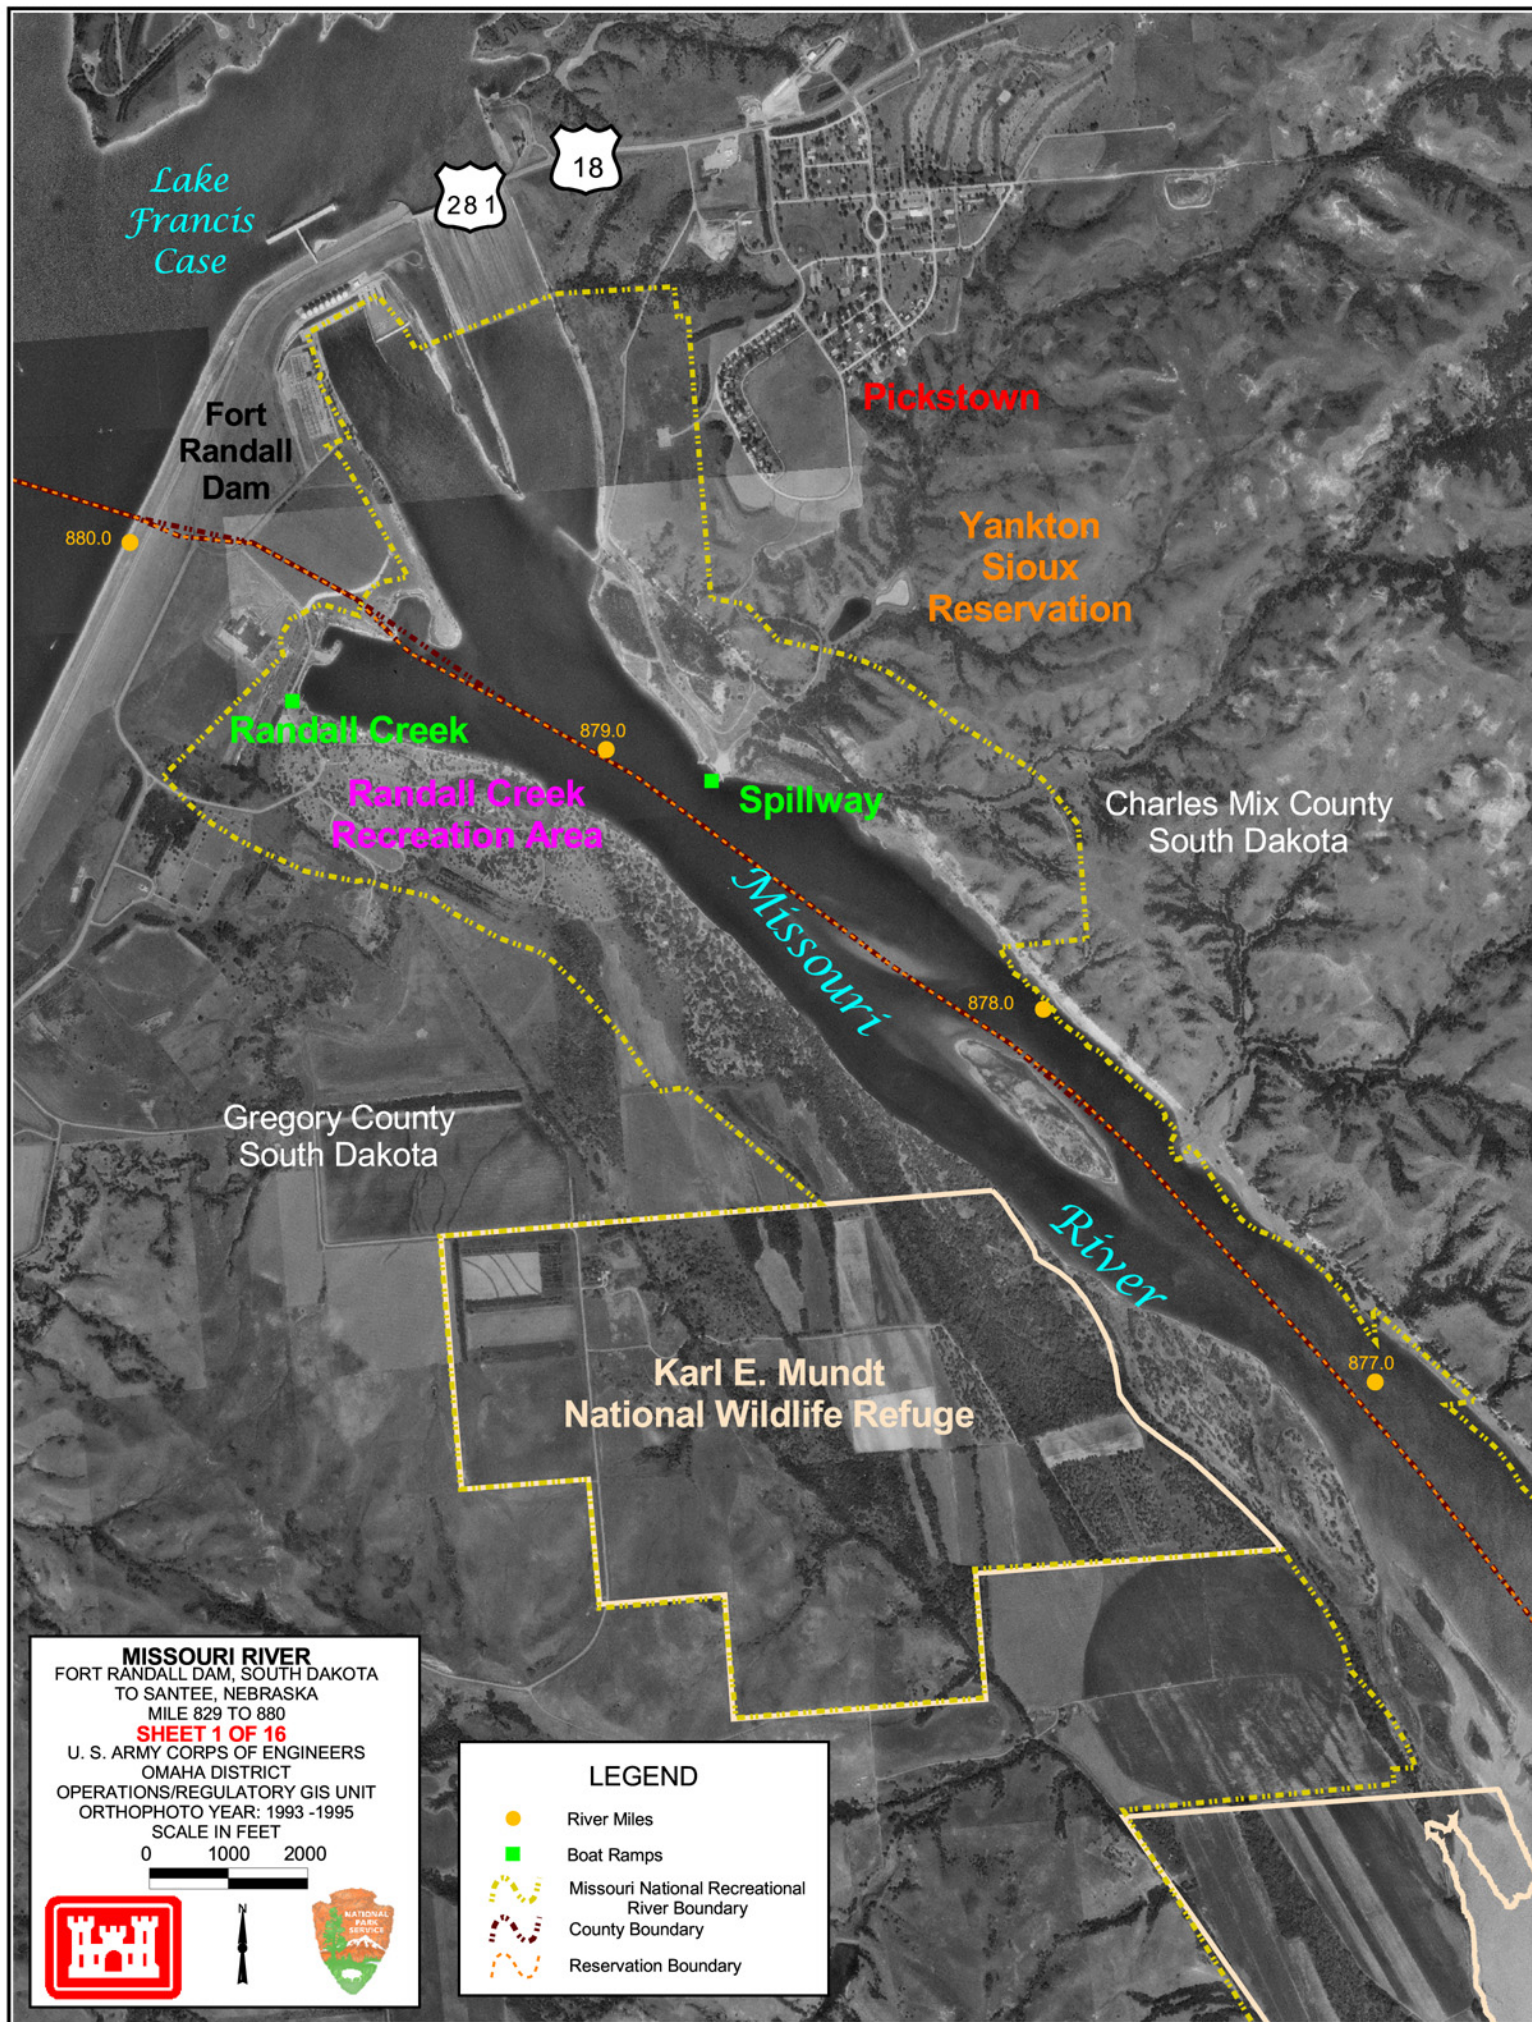 Lake
Francis
Case
281
18
Fort
Randall
Dam
Pickstown
880.0
Yankton
Sioux
Reservation
Randall Creek
879.0
Randall Creek
Recreation Area
Spillway
Charles Mix County
South Dakota
Missouri
878.0
Gregory County
South Dakota
River
877.0
Karl E. Mundt
National Wildlife Refuge
MISSOURI RIVER
FORT RANDALL DAM, SOUTH DAKOTA
TO SANTEE, NEBRASKA
MILE 829 TO 880
SHEET 1 OF 16
U. S. ARMY CORPS OF ENGINEERS
OMAHA DISTRICT
OPERATIONS/REGULATORY GIS UNIT
ORTHOPHOTO YEAR: 1993 -1995
SCALE IN FEET
0 1000 2000
N
NATIONAL
PARK
SERVICE
LEGEND
River Miles
Boat Ramps
Missouri National Recreational
River Boundary
County Boundary
Reservation Boundary